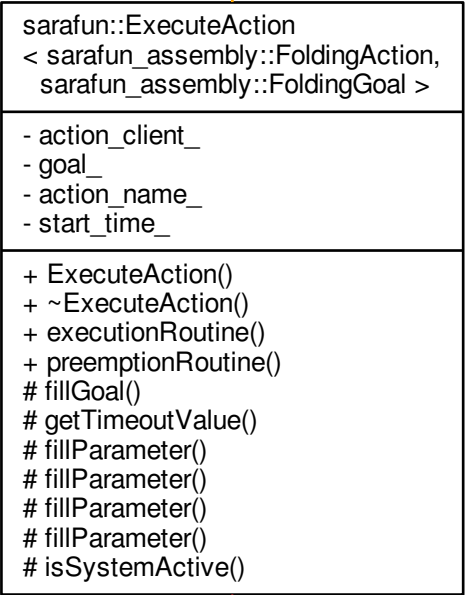 sarafun::ExecuteAction
< sarafun_assembly::FoldingAction,
sarafun_assembly::FoldingGoal >
- action_client_
- goal_
- action_name_
- start_time_
+ ExecuteAction()
+ ~ExecuteAction()
+ executionRoutine()
+ preemptionRoutine()
# fillGoal()
# getTimeoutValue()
# fillParameter()
# fillParameter()
# fillParameter()
# fillParameter()
# isSystemActive()